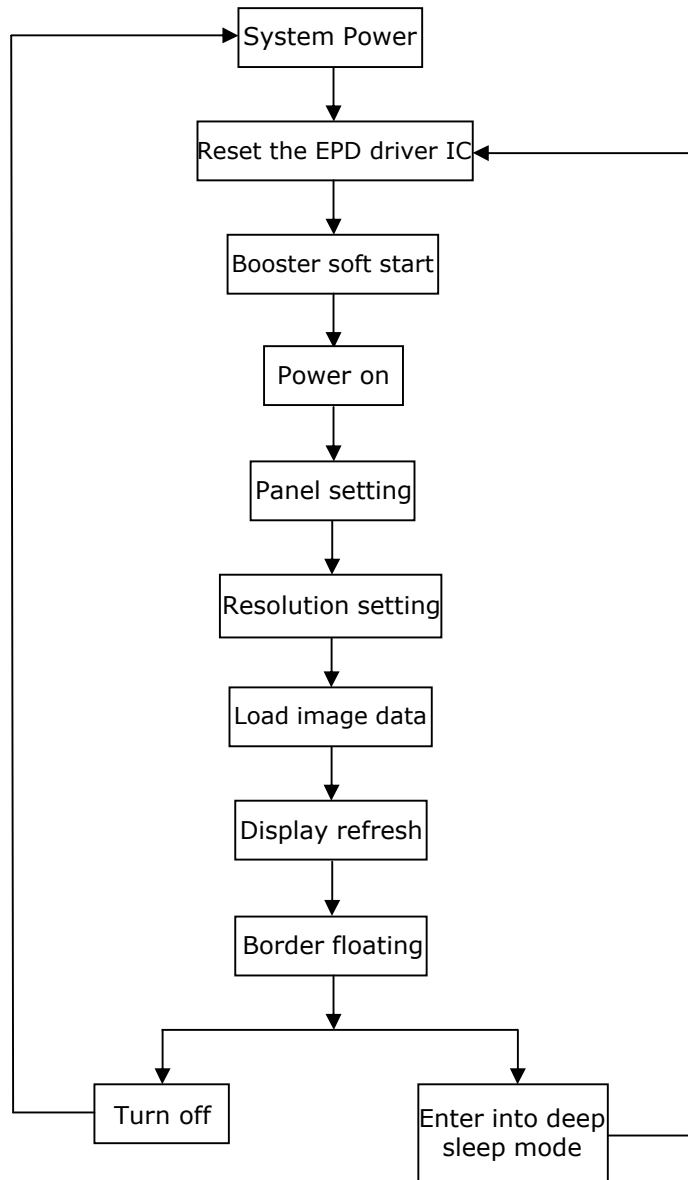 System Power
Reset the EPD driver IC
Booster soft start
Power on
Panel setting
Resolution setting
Load image data
Display refresh
Border floating
Turn off
Enter into deep
sleep mode